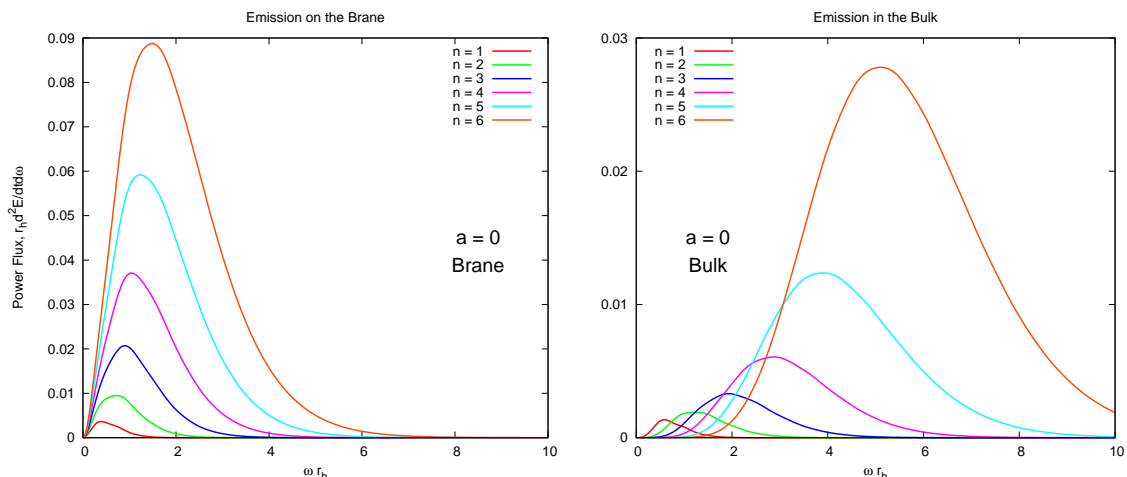 Emission on the Brane
Power Flux, r_h d²E/dtdω
0.09
0.08
0.07
0.06
0.05
0.04
0.03
0.02
0.01
0
n = 1
n = 2
n = 3
n = 4
n = 5
n = 6
a = 0
Brane
0 2 4 6 8 10
ω r_h
Emission in the Bulk
0.03
0.02
0.01
0
n = 1
n = 2
n = 3
n = 4
n = 5
n = 6
a = 0
Bulk
0 2 4 6 8 10
ω r_h